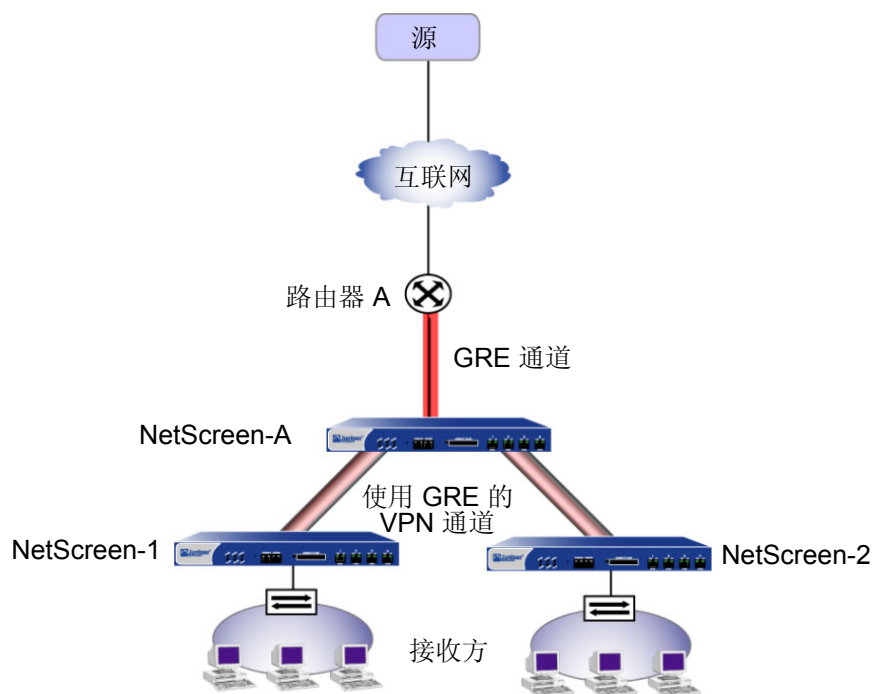 源
互联网
路由器 A
GRE 通道
NetScreen-A
使用 GRE 的
VPN 通道
NetScreen-1
NetScreen-2
接收方